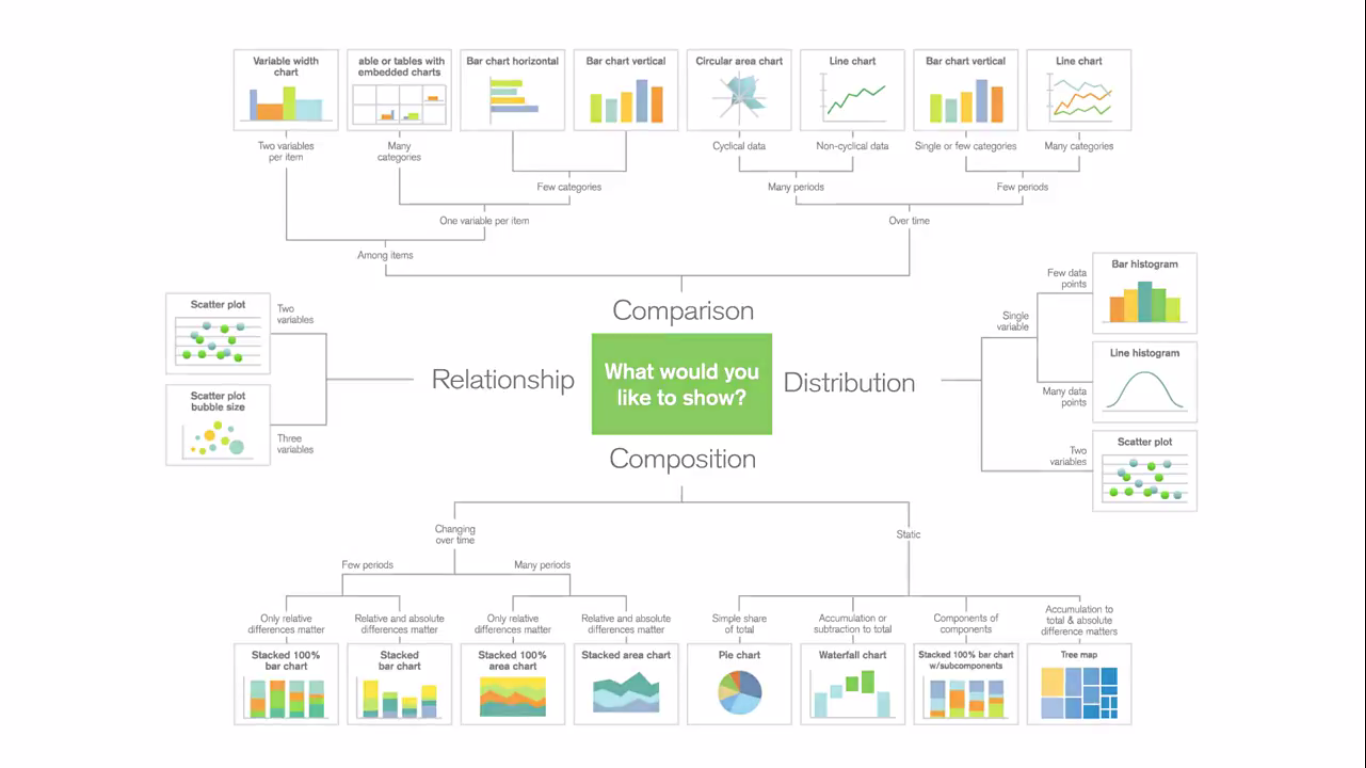 Variable width
chart
able or tables with
embedded charts
Bar chart horizontal
Bar chart vertical
Circular area chart
Line chart
Bar chart vertical
Line chart
Two variables
per item
Many
categories
Cyclical data
Non-cyclical data
Single or few categories
Many categories
Few categories
Many periods
Few periods
One variable per item
Over time
Among items
Comparison
What would you
like to show?
Relationship
Scatter plot
Two
variables
Scatter plot
bubble size
Three
variables
Distribution
Single
variable
Few data
points
Bar histogram
Many data
points
Line histogram
Two
variables
Scatter plot
Composition
Changing
over time
Static
Few periods
Many periods
Only relative
differences matter
Relative and absolute
differences matter
Only relative
differences matter
Relative and absolute
differences matter
Simple share
of total
Accumulation or
subtraction to total
Components of
components
Accumulation to
total & absolute
difference matters
Stacked 100%
bar chart
Stacked
bar chart
Stacked 100%
area chart
Stacked area chart
Pie chart
Waterfall chart
Stacked 100% bar chart
w/subcomponents
Tree map